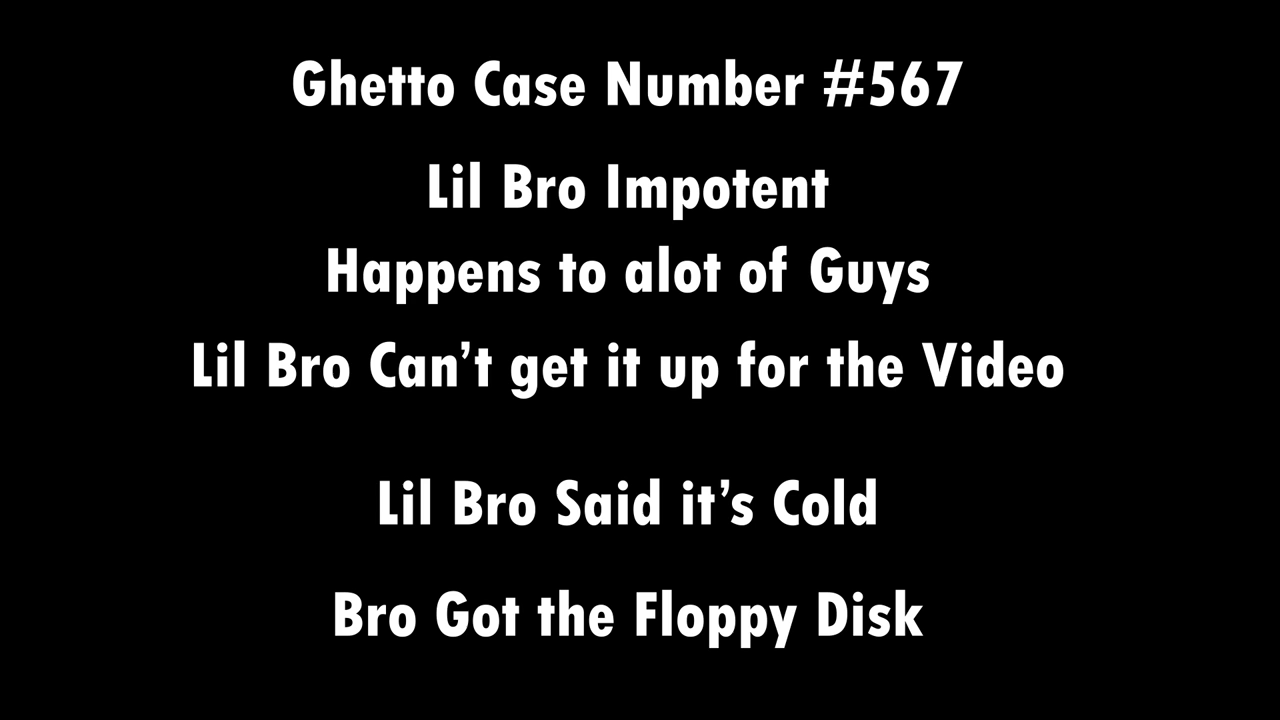 Ghetto Case Number #567
Lil Bro Impotent
Happens to alot of Guys
Lil Bro Can’t get it up for the Video
Lil Bro Said it’s Cold
Bro Got the Floppy Disk